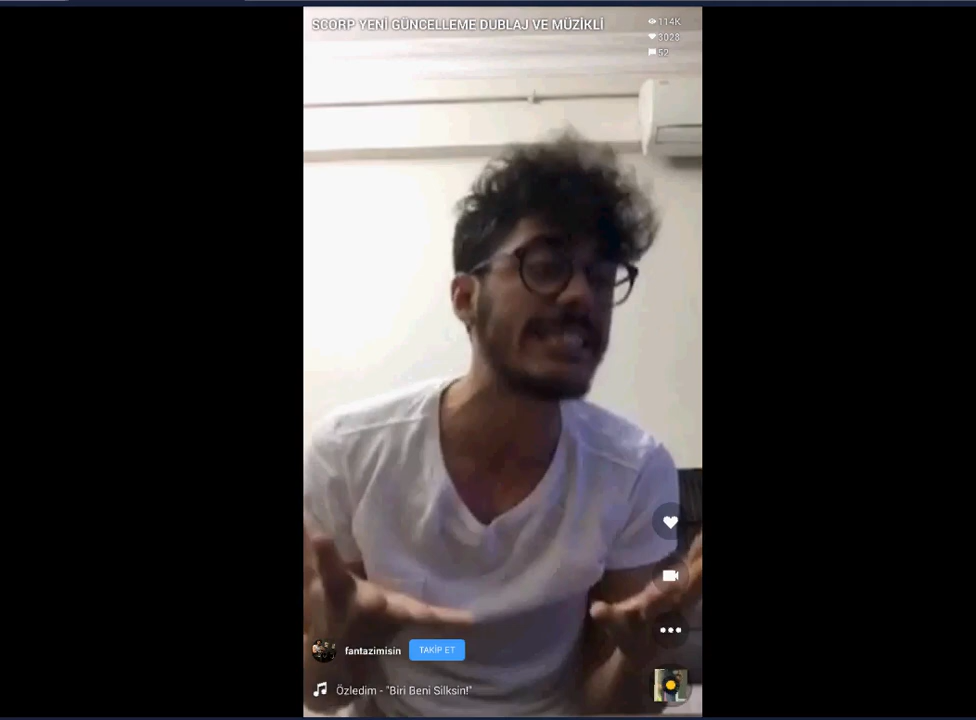 SCORP YENİ GÜNCELLEME DUBLAJ VE MÜZİKLİ
114K
3028
52
fantazimisin
TAKİP ET
Özledim - "Biri Beni Silksin!"